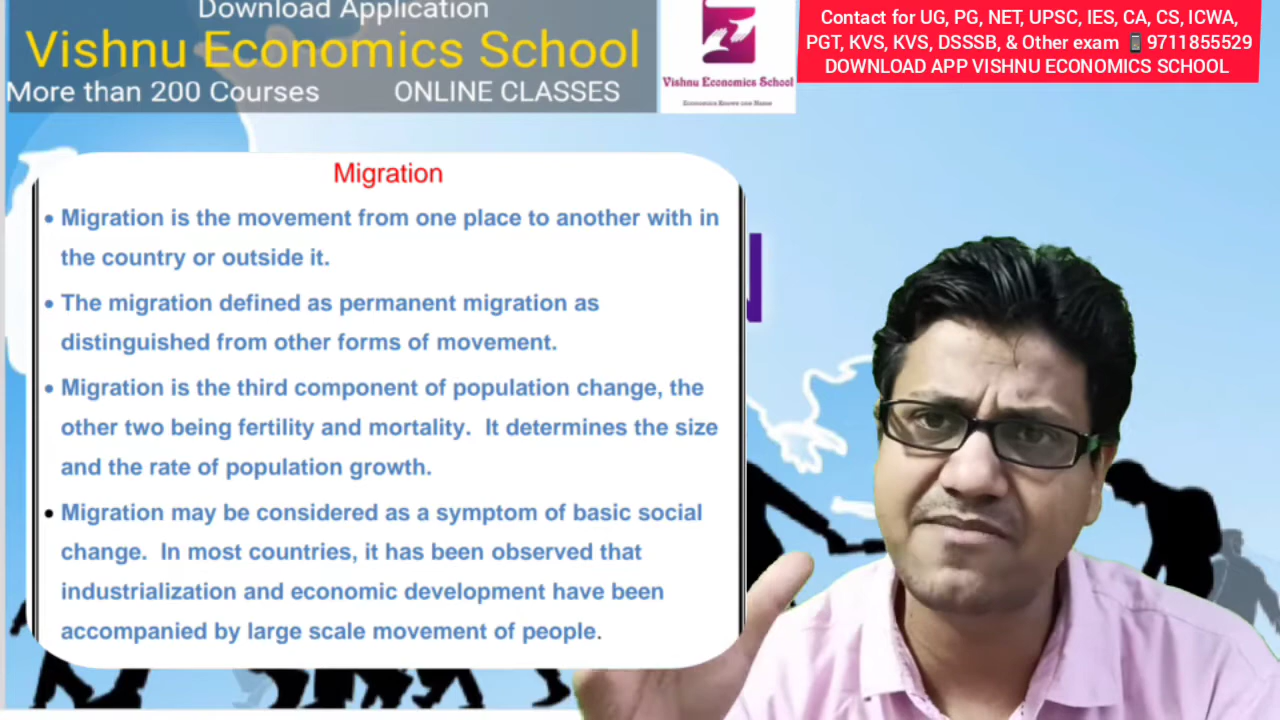 Download Application
Vishnu Economics School
More than 200 Courses ONLINE CLASSES
Vishnu Economics School
Economics Knows one Name
Contact for UG, PG, NET, UPSC, IES, CA, CS, ICWA,
PGT, KVS, KVS, DSSSB, & Other exam 📱9711855529
DOWNLOAD APP VISHNU ECONOMICS SCHOOL
Migration
• Migration is the movement from one place to another with in
the country or outside it.
• The migration defined as permanent migration as
distinguished from other forms of movement.
• Migration is the third component of population change, the
other two being fertility and mortality. It determines the size
and the rate of population growth.
• Migration may be considered as a symptom of basic social
change. In most countries, it has been observed that
industrialization and economic development have been
accompanied by large scale movement of people.